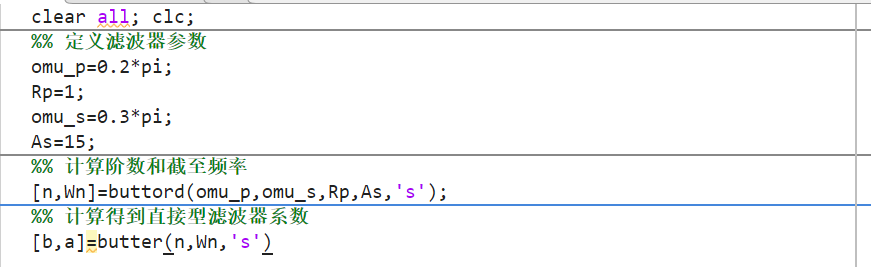 clear all; clc;
%% 定义滤波器参数
omu_p=0.2*pi;
Rp=1;
omu_s=0.3*pi;
As=15;
%% 计算阶数和截至频率
[n,Wn]=buttord(omu_p,omu_s,Rp,As,'s');
%% 计算得到直接型滤波器系数
[b,a]=butter(n,Wn,'s')